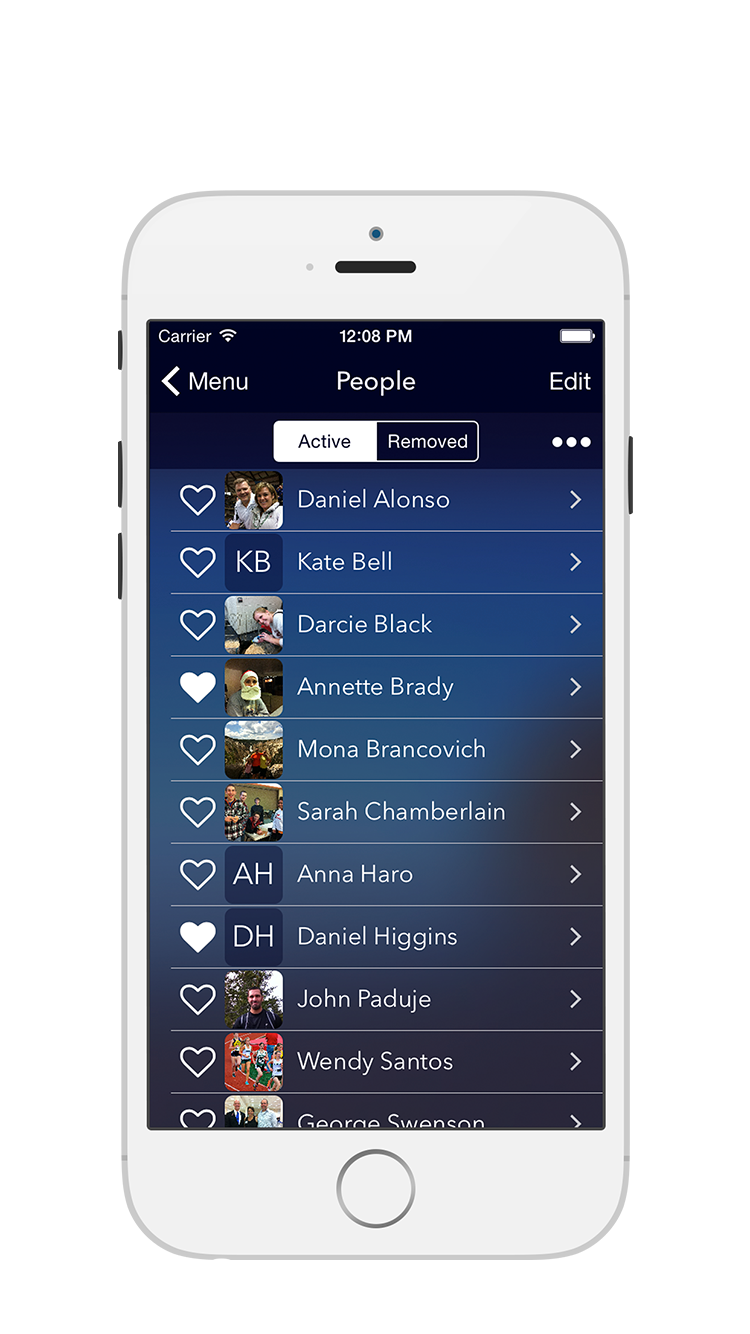 Carrier 12:08 PM
Menu People Edit
Active Removed
Daniel Alonso
KB Kate Bell
Darcie Black
Annette Brady
Mona Brancovich
Sarah Chamberlain
AH Anna Haro
DH Daniel Higgins
John Paduje
Wendy Santos
George Swenson